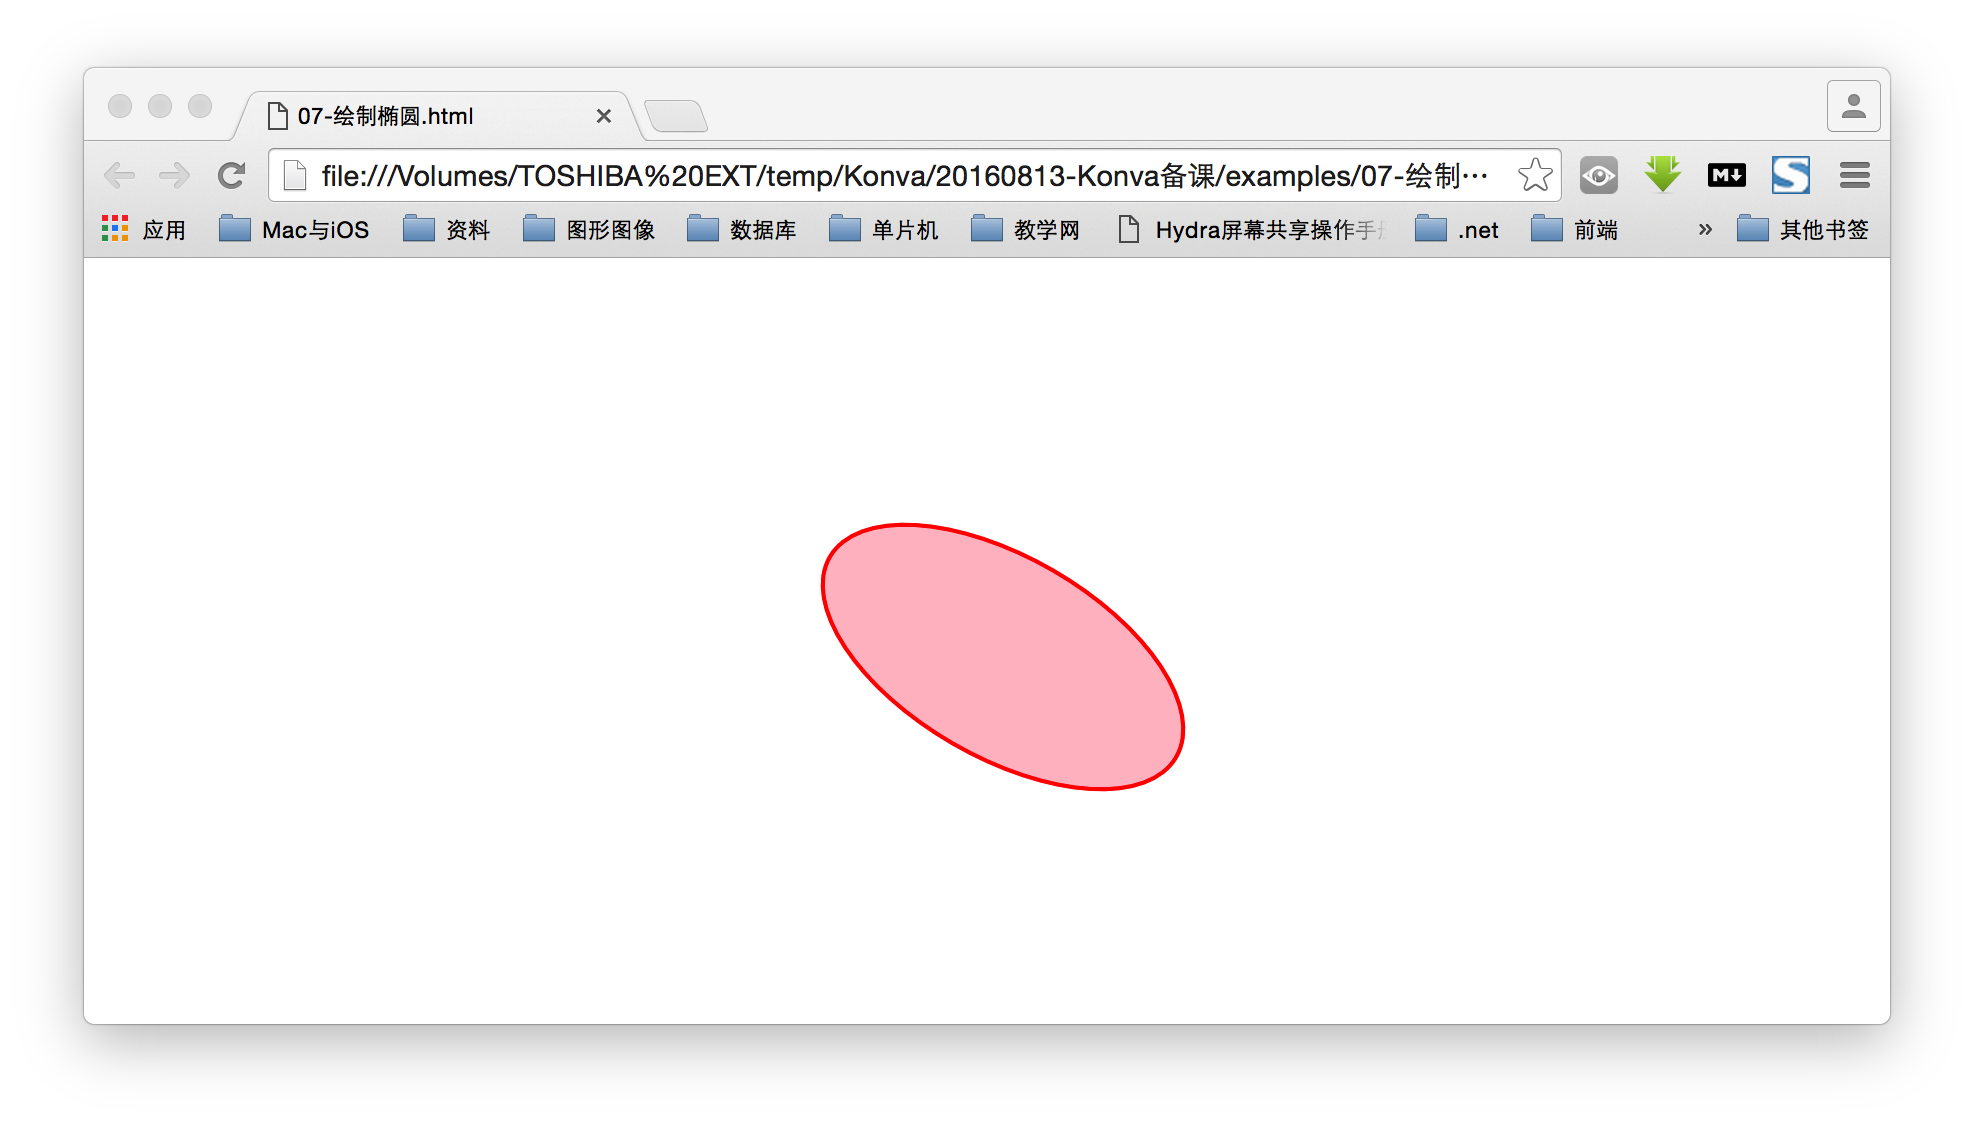 07-绘制椭圆.html
file:///Volumes/TOSHIBA%20EXT/temp/Konva/20160813-Konva备课/examples/07-绘制…
应用 Mac与iOS 资料 图形图像 数据库 单片机 教学网 Hydra屏幕共享操作手 .net 前端 » 其他书签